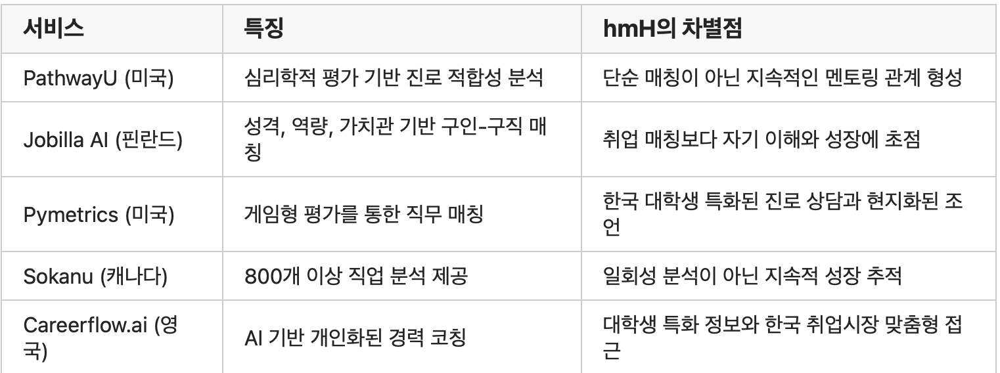 서비스 특징 hmH의 차별점
PathwayU (미국) 심리학적 평가 기반 진로 적합성 분석 단순 매칭이 아닌 지속적인 멘토링 관계 형성
Jobilla AI (핀란드)
성격, 역량, 가치관 기반 구인-구직 매
칭
취업 매칭보다 자기 이해와 성장에 초점
Pymetrics (미국) 게임형 평가를 통한 직무 매칭
한국 대학생 특화된 진로 상담과 현지화된 조
언
Sokanu (캐나다) 800개 이상 직업 분석 제공 일회성 분석이 아닌 지속적 성장 추적
Careerflow.ai (영
국)
AI 기반 개인화된 경력 코칭
대학생 특화 정보와 한국 취업시장 맞춤형 접
근